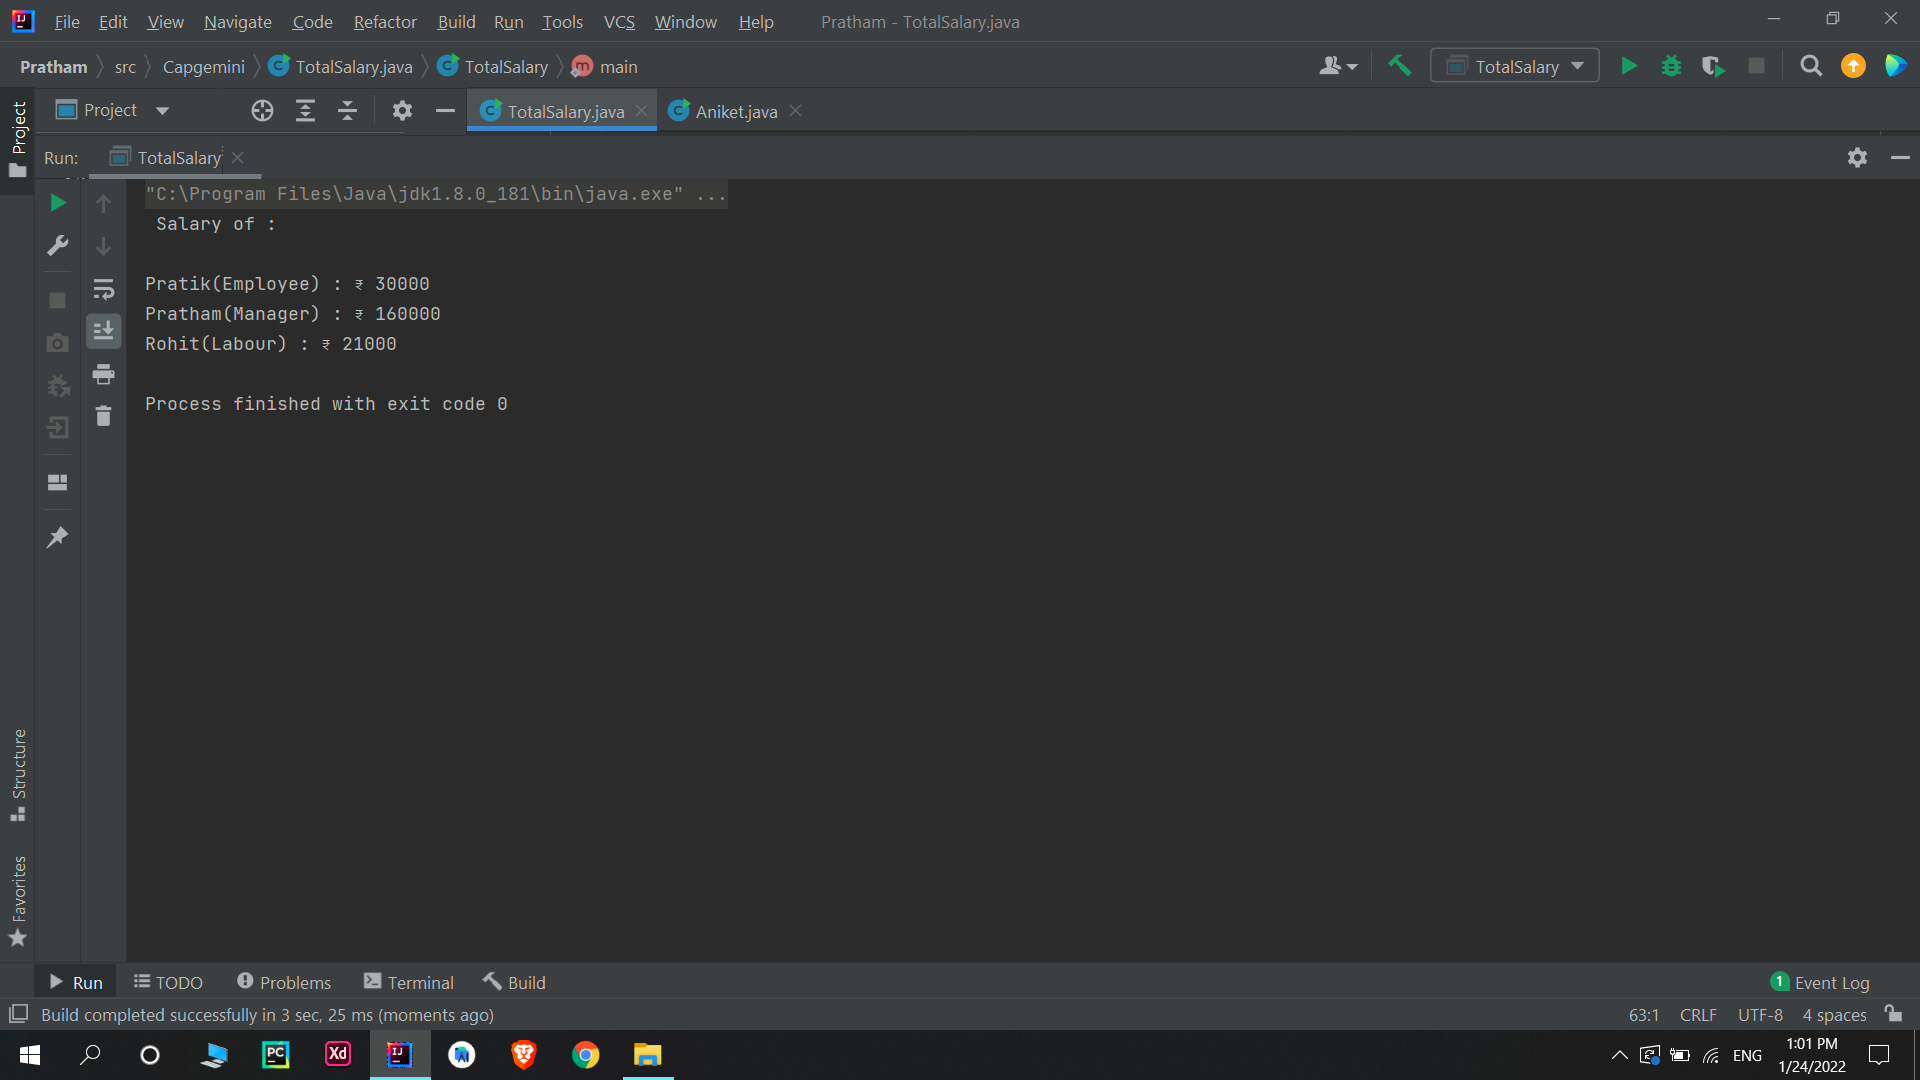 File Edit View Navigate Code Refactor Build Run Tools VCS Window Help Pratham - TotalSalary.java
Pratham src Capgemini TotalSalary.java TotalSalary main TotalSalary
Project TotalSalary.java Aniket.java
Project
Run: TotalSalary
"C:\Program Files\Java\jdk1.8.0_181\bin\java.exe" ...
Salary of :
Pratik(Employee) : ₹ 30000
Pratham(Manager) : ₹ 160000
Rohit(Labour) : ₹ 21000
Process finished with exit code 0
Structure
Favorites
Run TODO Problems Terminal Build 1 Event Log
Build completed successfully in 3 sec, 25 ms (moments ago) 63:1 CRLF UTF-8 4 spaces
PC Xd IJ ENG 1:01 PM
1/24/2022